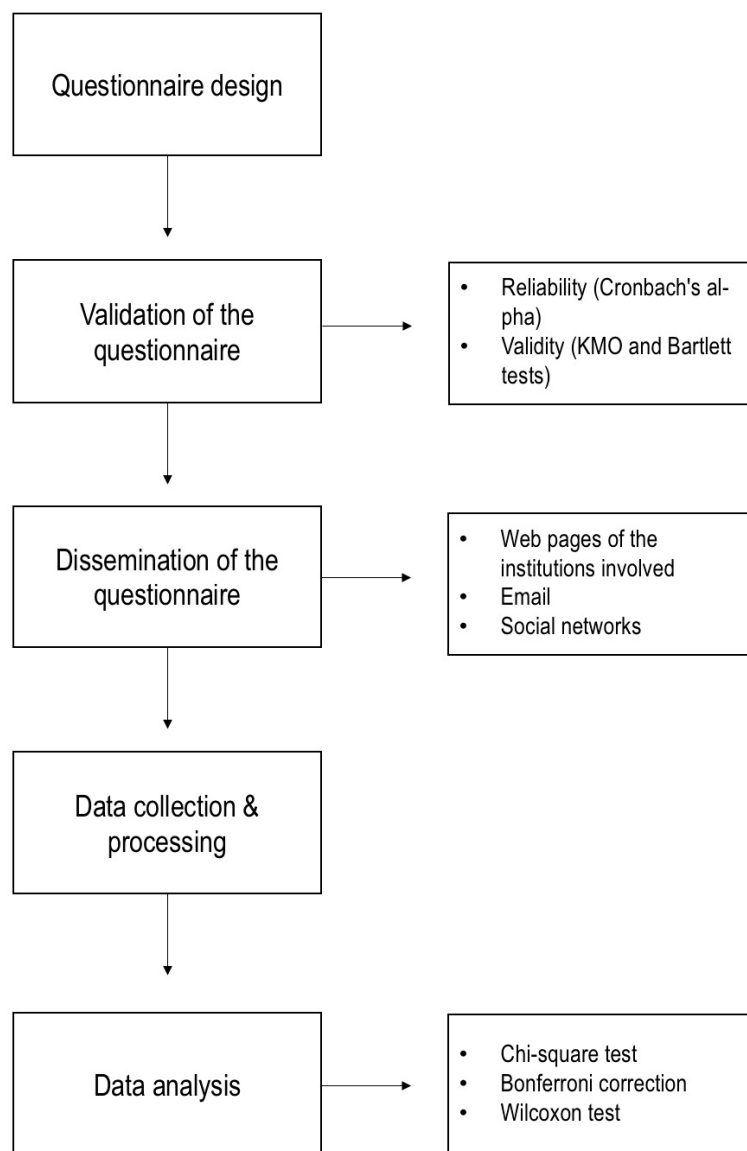 Questionnaire design
Validation of the
questionnaire
• Reliability (Cronbach's al-
pha)
• Validity (KMO and Bartlett
tests)
Dissemination of the
questionnaire
• Web pages of the
institutions involved
• Email
• Social networks
Data collection &
processing
Data analysis
• Chi-square test
• Bonferroni correction
• Wilcoxon test